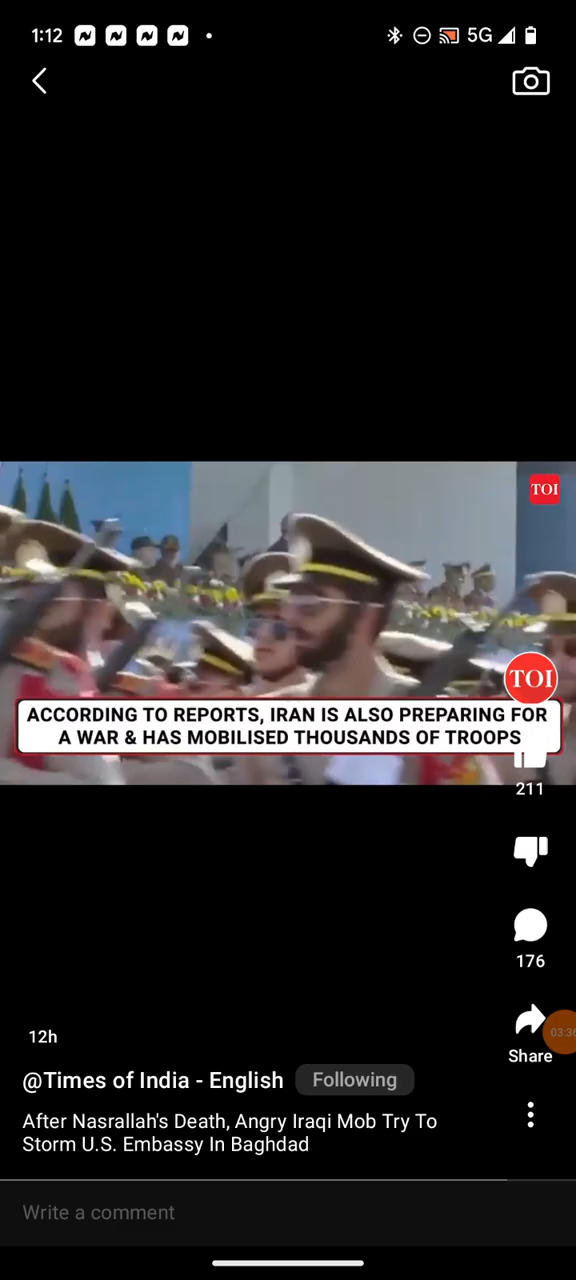 1:12
5G
TOI
TOI
ACCORDING TO REPORTS, IRAN IS ALSO PREPARING FOR
A WAR & HAS MOBILISED THOUSANDS OF TROOPS
211
176
03:36
Share
12h
@Times of India - English
Following
After Nasrallah's Death, Angry Iraqi Mob Try To
Storm U.S. Embassy In Baghdad
Write a comment